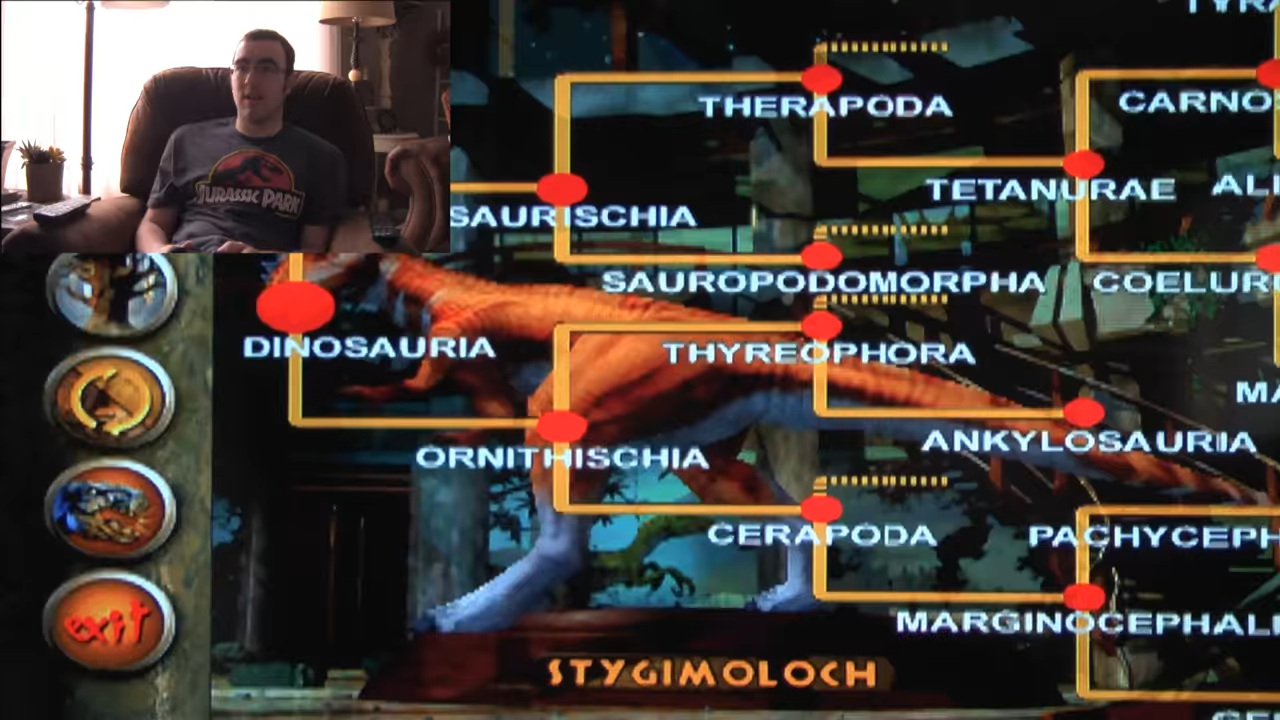 JURASSIC PARK
THERAPODA
CARNO
TETANURAE
SAURISCHIA
SAUROPODOMORPHA
COELUR
DINOSAURIA
THYREOPHORA
ANKYLOSAURIA
ORNITHISCHIA
CERAPODA
PACHYCEPH
MARGINOCEPHALI
STYGIMOLOCH
exit